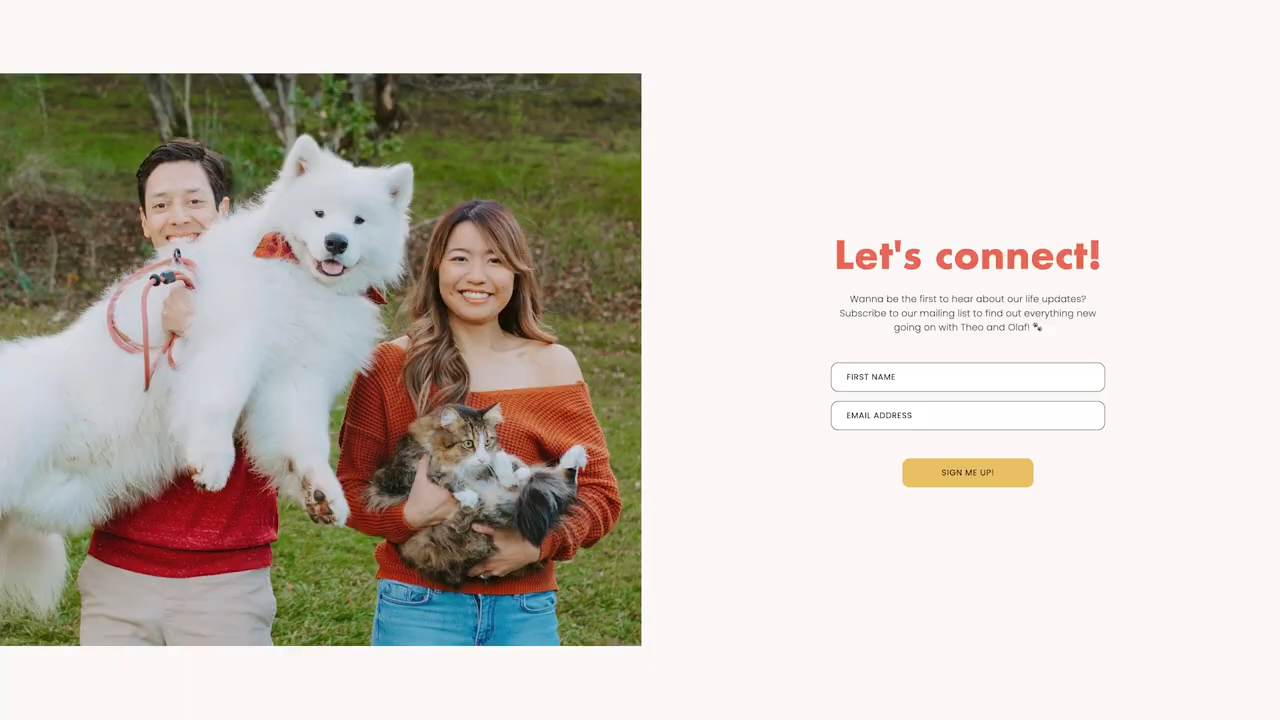 Let's connect!
Wanna be the first to hear about our life updates?
Subscribe to our mailing list to find out everything new
going on with Theo and Olaf! 🐾
FIRST NAME
EMAIL ADDRESS
SIGN ME UP!